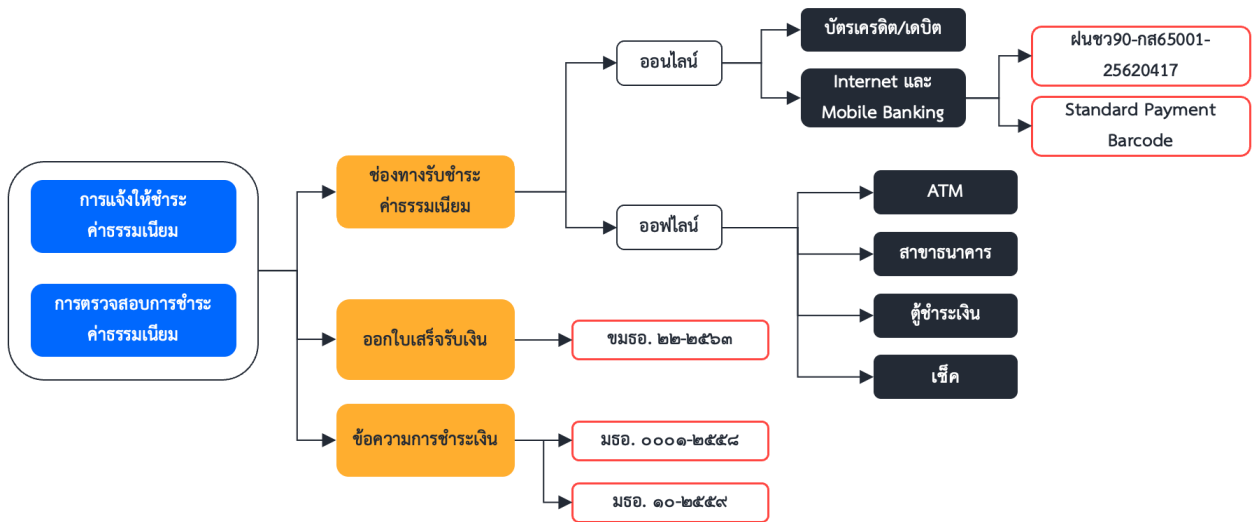 การแจ้งให้ชำระ
ค่าธรรมเนียม
การตรวจสอบการชำระ
ค่าธรรมเนียม
ช่องทางรับชำระ
ค่าธรรมเนียม
ออนไลน์
บัตรเครดิต/เดบิต
Internet และ
Mobile Banking
ฝนชว90-กส65001-
25620417
Standard Payment
Barcode
ออฟไลน์
ATM
สาขาธนาคาร
ตู้ชำระเงิน
เช็ค
ออกใบเสร็จรับเงิน
ขมธอ. ๒๒-๒๕๖๓
ข้อความการชำระเงิน
มธอ. ๐๐๐๑-๒๕๕๘
มธอ. ๑๐-๒๕๕๙